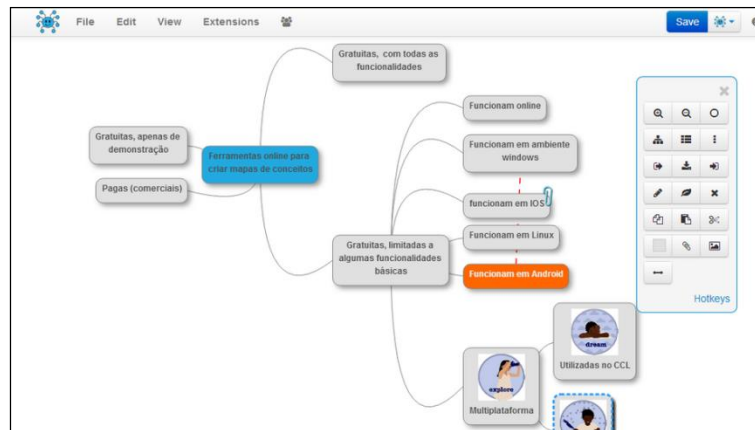 File Edit View Extensions
Save
Gratuitas, com todas as
funcionalidades
Gratuitas, apenas de
demonstração
Pagas (comerciais)
Ferramentas online para
criar mapas de conceitos
Gratuitas, limitadas a
algumas funcionalidades
básicas
Funcionam online
Funcionam em ambiente
windows
funcionam em IOS
Funcionam em Linux
Funcionam em Android
explore
Multiplataforma
dream
Utilizadas no CCL
Hotkeys